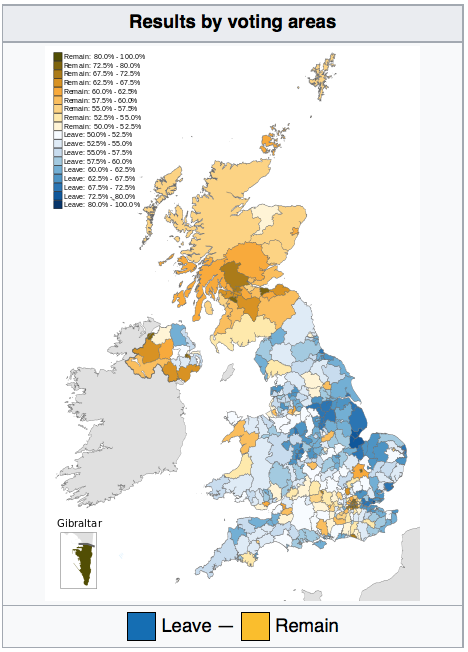 Results by voting areas
Remain: 80.0% - 100.0%
Remain: 72.5% - 80.0%
Remain: 67.5% - 72.5%
Remain: 62.5% - 67.5%
Remain: 60.0% - 62.5%
Remain: 57.5% - 60.0%
Remain: 55.0% - 57.5%
Remain: 52.5% - 55.0%
Remain: 50.0% - 52.5%
Leave: 50.0% - 52.5%
Leave: 52.5% - 55.0%
Leave: 55.0% - 57.5%
Leave: 57.5% - 60.0%
Leave: 60.0% - 62.5%
Leave: 62.5% - 67.5%
Leave: 67.5% - 72.5%
Leave: 72.5% - 80.0%
Leave: 80.0% - 100.0%
Gibraltar
Leave — Remain